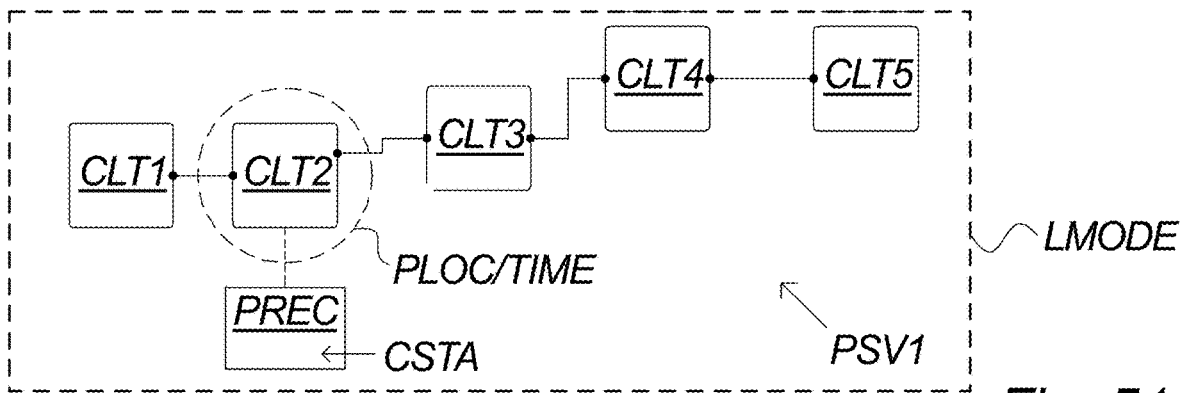 CLT4
CLT5
CLT3
CLT1
CLT2
LMODE
PLOC/TIME
PREC
CSTA
PSV1